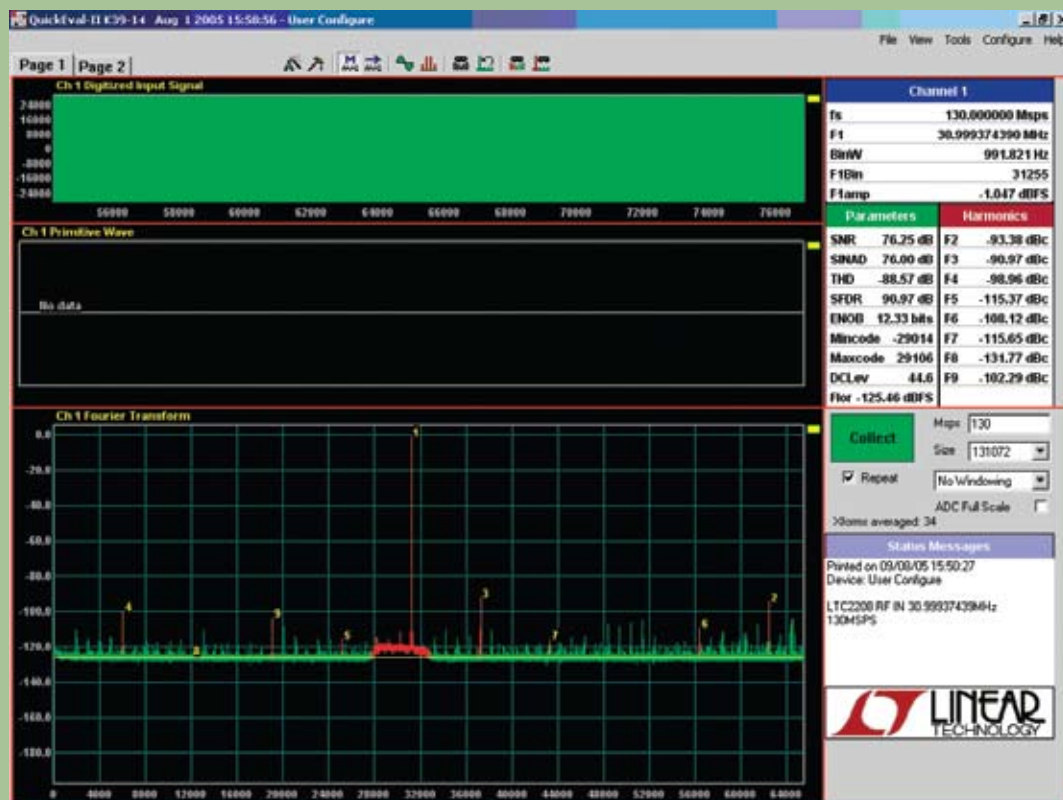 QuickEval-II K39-14 Aug 1 2005 15:58:56 - User Configure
File View Tools Configure Help
Page 1 Page 2
Ch 1 Digitized Input Signal
24000
16000
8000
0
-8000
-16000
-24000
56000 58000 60000 62000 64000 66000 68000 70000 72000 74000 76000
Ch 1 Primitive Wave
No data
Ch 1 Fourier Transform
0.0
-20.0
-40.0
-60.0
-80.0
-100.0
-120.0
-140.0
-160.0
-180.0
1
4 9 3 2
8 5 7 6
0 4000 8000 12000 16000 20000 24000 28000 32000 36000 40000 44000 48000 52000 56000 60000 64000
Channel 1
fs 130.000000 Msps
F1 30.999374390 MHz
BinW 991.821 Hz
F1Bin 31255
F1amp -1.047 dBFS
Parameters Harmonics
SNR 76.25 dB F2 -93.38 dBc
SINAD 76.00 dB F3 -90.97 dBc
THD -88.57 dB F4 -98.96 dBc
SFDR 90.97 dB F5 -115.37 dBc
ENOB 12.33 bits F6 -108.12 dBc
Mincode -29014 F7 -115.65 dBc
Maxcode 29106 F8 -131.77 dBc
DCLev 44.6 F9 -102.29 dBc
Flor -125.46 dBFS
Collect
Msps 130
Size 131072
Repeat
No Windowing
ADC Full Scale
Xforms averaged: 34
Status Messages
Printed on 09/08/05 15:50:27
Device: User Configure
LTC2208 RF IN 30.99937439MHz
130MSPS
LINEAR
TECHNOLOGY